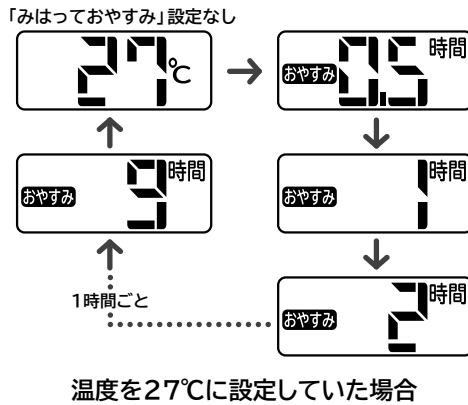 「みはっておやすみ」設定なし
27℃
おやすみ 0.5 時間
おやすみ 9 時間
おやすみ 1 時間
1時間ごと
おやすみ 2 時間
温度を27℃に設定していた場合